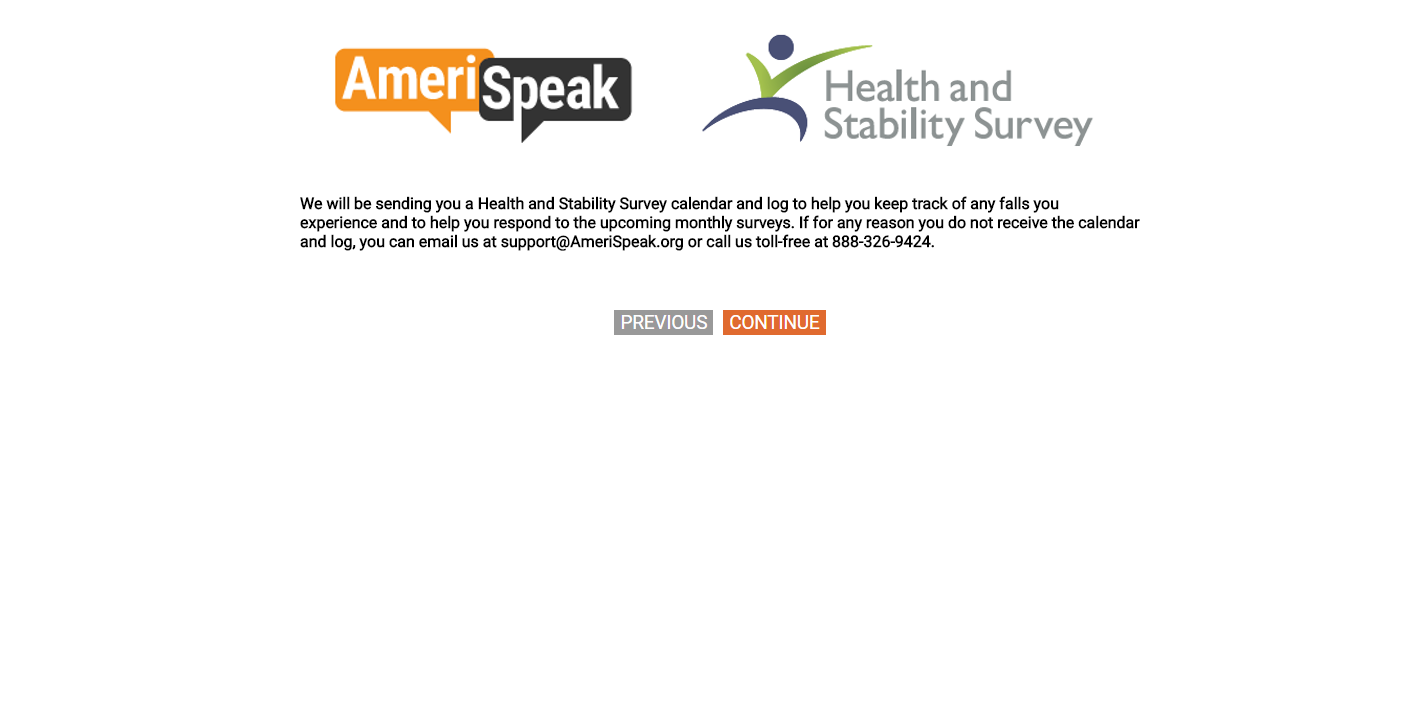 AmeriSpeak
Health and
Stability Survey
We will be sending you a Health and Stability Survey calendar and log to help you keep track of any falls you
experience and to help you respond to the upcoming monthly surveys. If for any reason you do not receive the calendar
and log, you can email us at support@AmeriSpeak.org or call us toll-free at 888-326-9424.
PREVIOUS CONTINUE